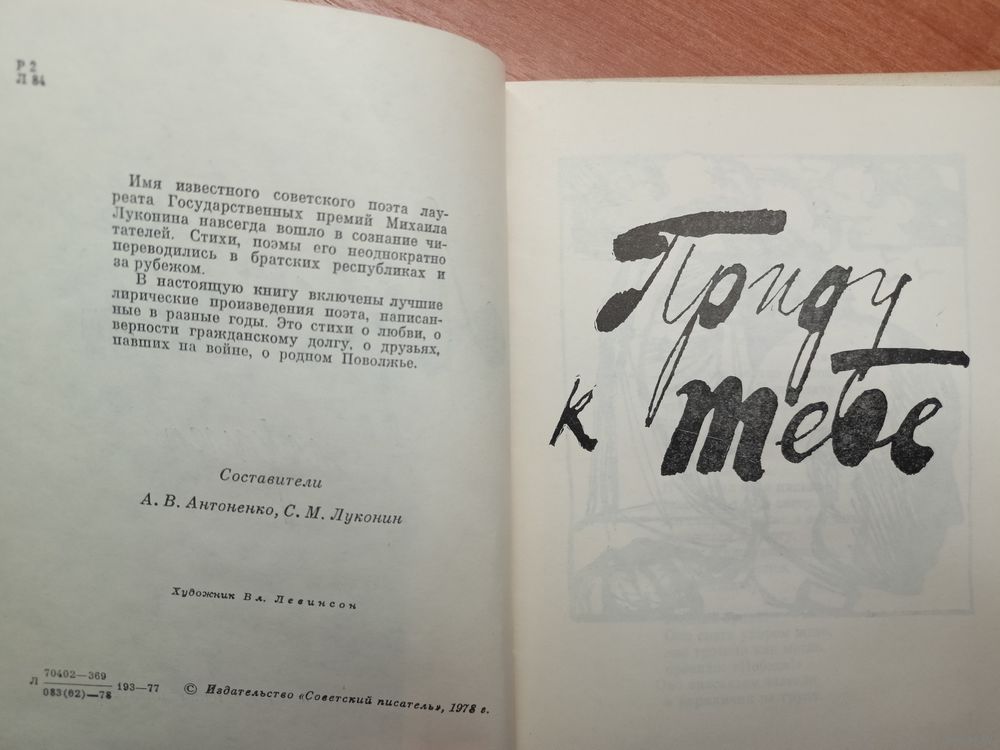 Р 2
Л 84
Имя известного советского поэта лау-
реата Государственных премий Михаила
Луконина навсегда вошло в сознание чи-
тателей. Стихи, поэмы его неоднократно
переводились в братских республиках и
за рубежом.
В настоящую книгу включены лучшие
лирические произведения поэта, написан-
ные в разные годы. Это стихи о любви, о
верности гражданскому долгу, о друзьях,
павших на войне, о родном Поволжье.
Составители
А. В. Антоненко, С. М. Луконин
Художник Вл. Левинсон
Л 70402—369
083(02)—78 193—77 © Издательство «Советский писатель», 1978 г.
Приду
к тебе